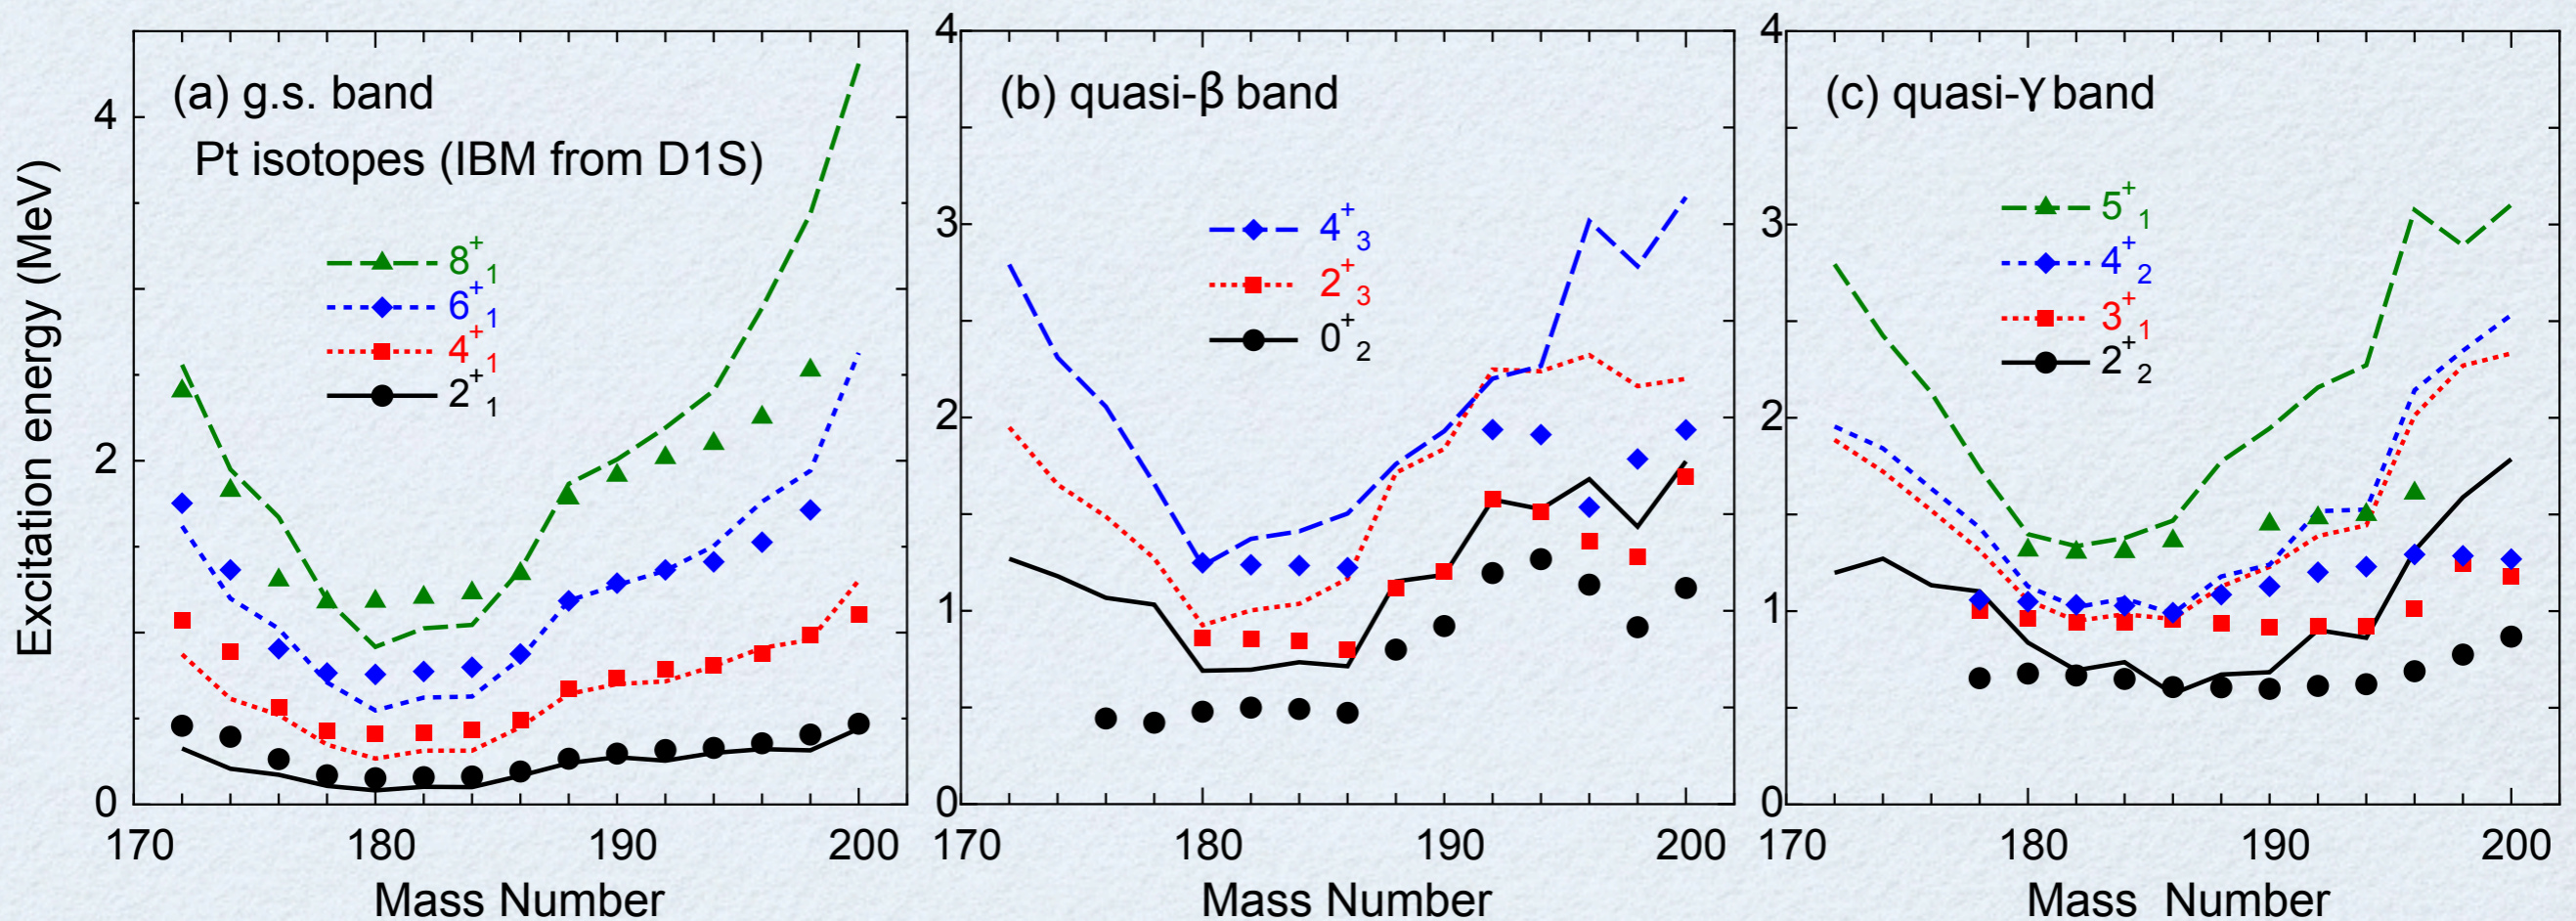 (a) g.s. band
Pt isotopes (IBM from D1S)
8+1
6+1
4+1
2+1
4
2
0
170 180 190 200
Mass Number
Excitation energy (MeV)
(b) quasi-β band
4+3
2+3
0+2
4
3
2
1
0
170 180 190 200
Mass Number
(c) quasi-γ band
5+1
4+2
3+1
2+2
4
3
2
1
0
170 180 190 200
Mass Number